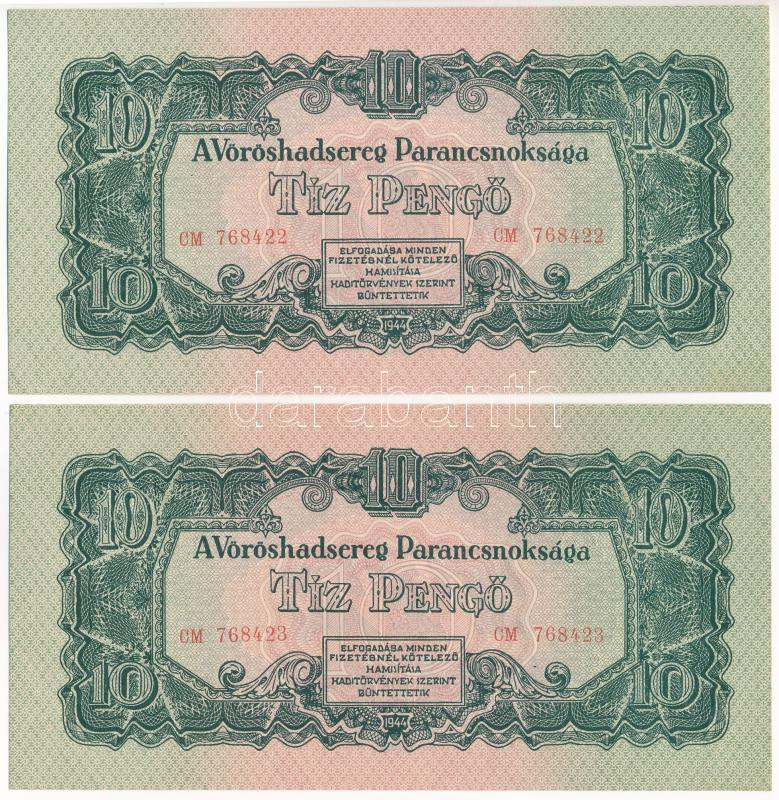 10
10 10
A Vöröshadsereg Parancsnoksága
Tíz Pengő
CM 768422 CM 768422
ELFOGADÁSA MINDEN
FIZETÉSNÉL KÖTELEZŐ
HAMISÍTÁSA
HADITÖRVÉNYEK SZERINT
BÜNTETTETIK
10 10
1944
darabanth
10
10 10
A Vöröshadsereg Parancsnoksága
Tíz Pengő
CM 768423 CM 768423
ELFOGADÁSA MINDEN
FIZETÉSNÉL KÖTELEZŐ
HAMISÍTÁSA
HADITÖRVÉNYEK SZERINT
BÜNTETTETIK
10 10
1944